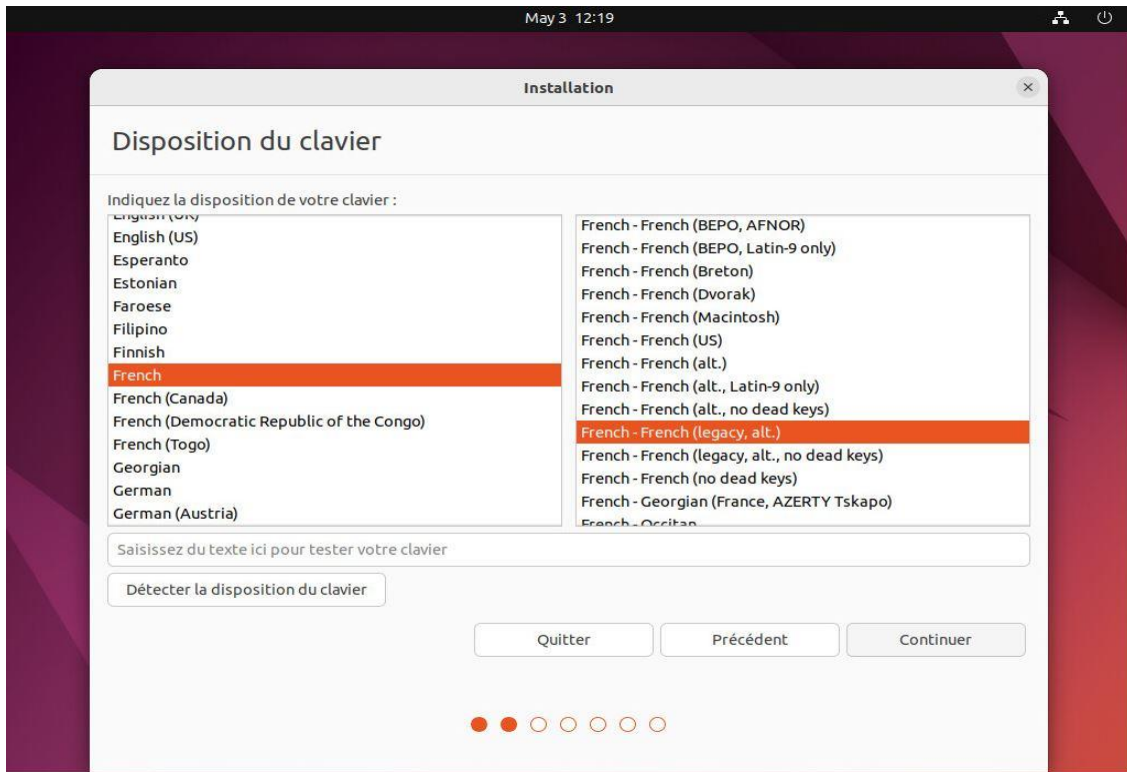 May 3 12:19
Installation
Disposition du clavier
Indiquez la disposition de votre clavier :
English (UK)
English (US)
Esperanto
Estonian
Faroese
Filipino
Finnish
French
French (Canada)
French (Democratic Republic of the Congo)
French (Togo)
Georgian
German
German (Austria)
French - French (BEPO, AFNOR)
French - French (BEPO, Latin-9 only)
French - French (Breton)
French - French (Dvorak)
French - French (Macintosh)
French - French (US)
French - French (alt.)
French - French (alt., Latin-9 only)
French - French (alt., no dead keys)
French - French (legacy, alt.)
French - French (legacy, alt., no dead keys)
French - French (no dead keys)
French - Georgian (France, AZERTY Tskapo)
French - Occitan
Saisissez du texte ici pour tester votre clavier
Détecter la disposition du clavier
Quitter
Précédent
Continuer